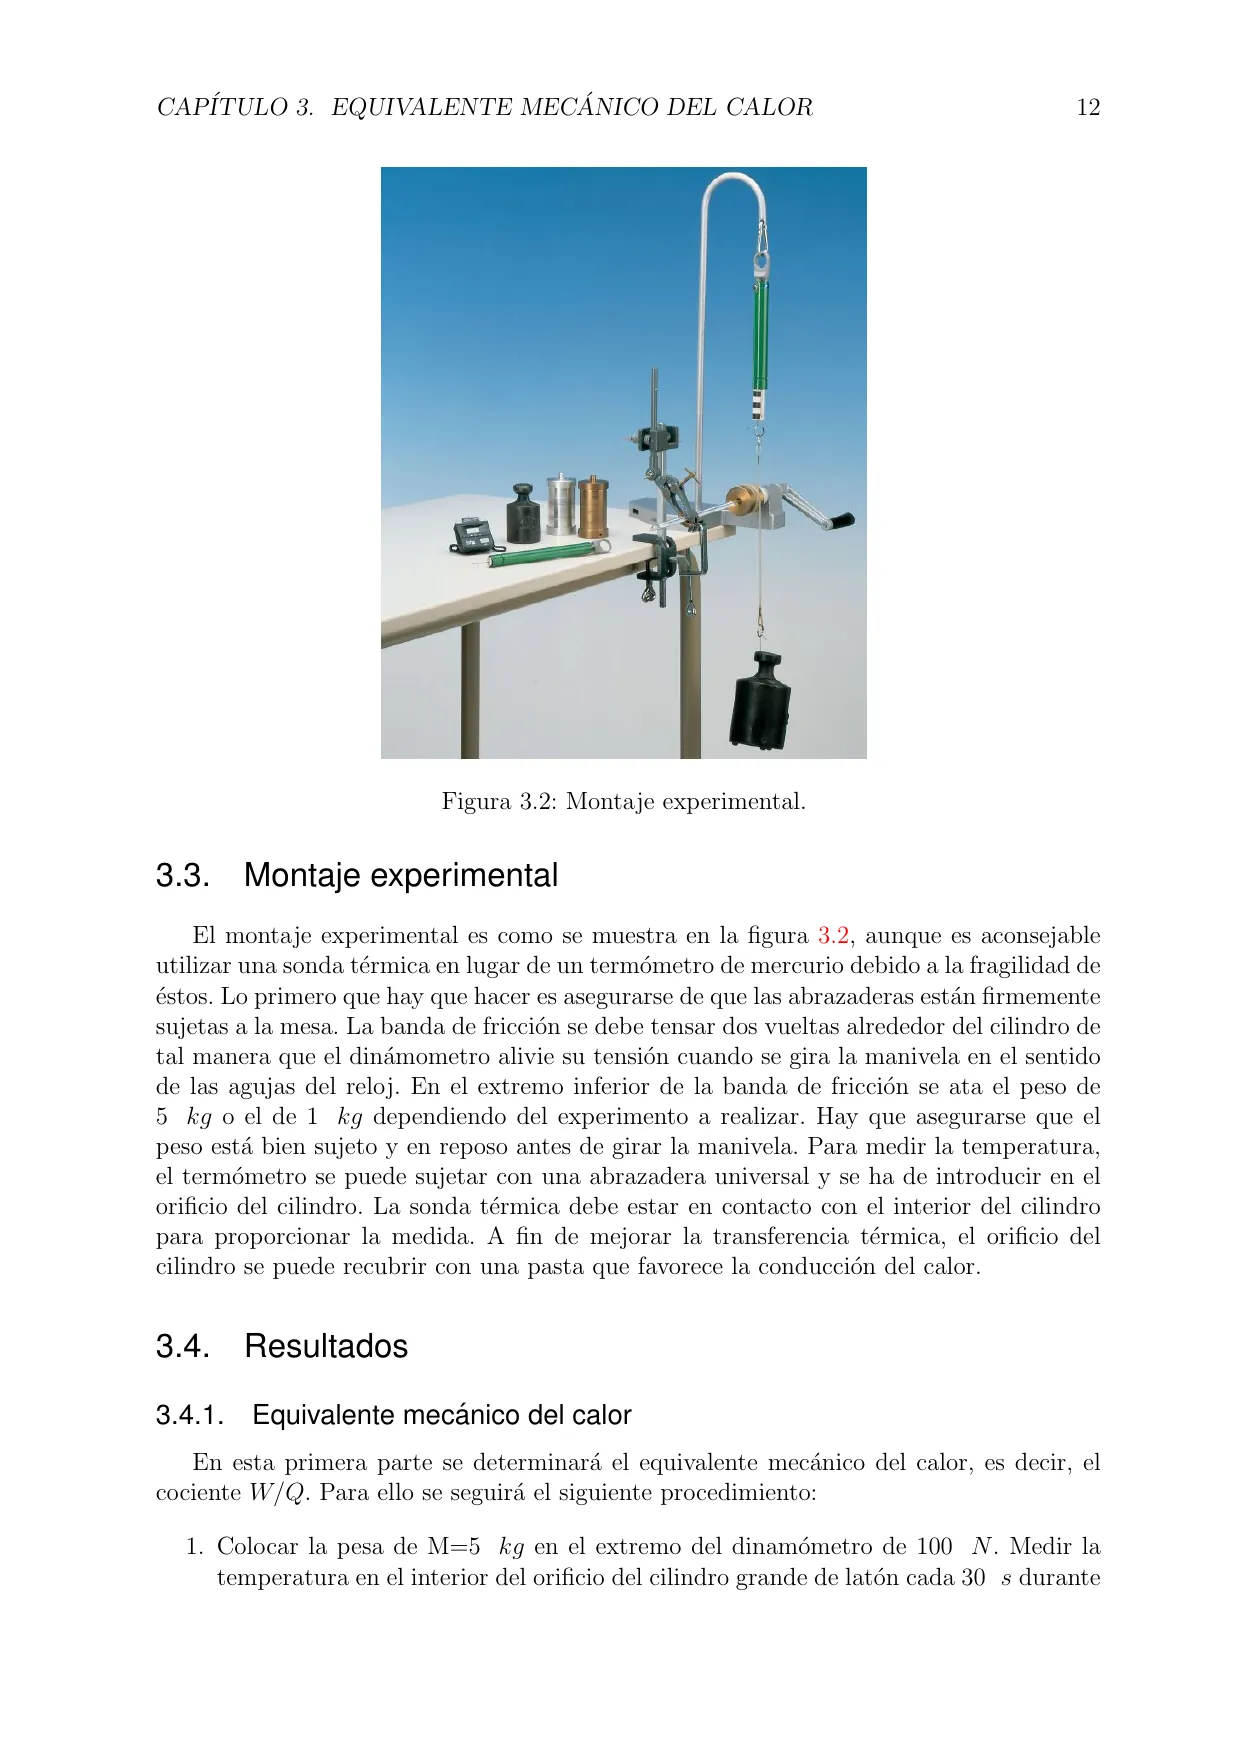 CAPÍTULO 3. EQUIVALENTE MECÁNICO DEL CALOR 12
Figura 3.2: Montaje experimental.
3.3. Montaje experimental
El montaje experimental es como se muestra en la figura 3.2, aunque es aconsejable
utilizar una sonda térmica en lugar de un termómetro de mercurio debido a la fragilidad de
éstos. Lo primero que hay que hacer es asegurarse de que las abrazaderas están firmemente
sujetas a la mesa. La banda de fricción se debe tensar dos vueltas alrededor del cilindro de
tal manera que el dinámometro alivie su tensión cuando se gira la manivela en el sentido
de las agujas del reloj. En el extremo inferior de la banda de fricción se ata el peso de
5 kg o el de 1 kg dependiendo del experimento a realizar. Hay que asegurarse que el
peso está bien sujeto y en reposo antes de girar la manivela. Para medir la temperatura,
el termómetro se puede sujetar con una abrazadera universal y se ha de introducir en el
orificio del cilindro. La sonda térmica debe estar en contacto con el interior del cilindro
para proporcionar la medida. A fin de mejorar la transferencia térmica, el orificio del
cilindro se puede recubrir con una pasta que favorece la conducción del calor.
3.4. Resultados
3.4.1. Equivalente mecánico del calor
En esta primera parte se determinará el equivalente mecánico del calor, es decir, el
cociente W/Q. Para ello se seguirá el siguiente procedimiento:
1. Colocar la pesa de M=5 kg en el extremo del dinamómetro de 100 N. Medir la
temperatura en el interior del orificio del cilindro grande de latón cada 30 s durante